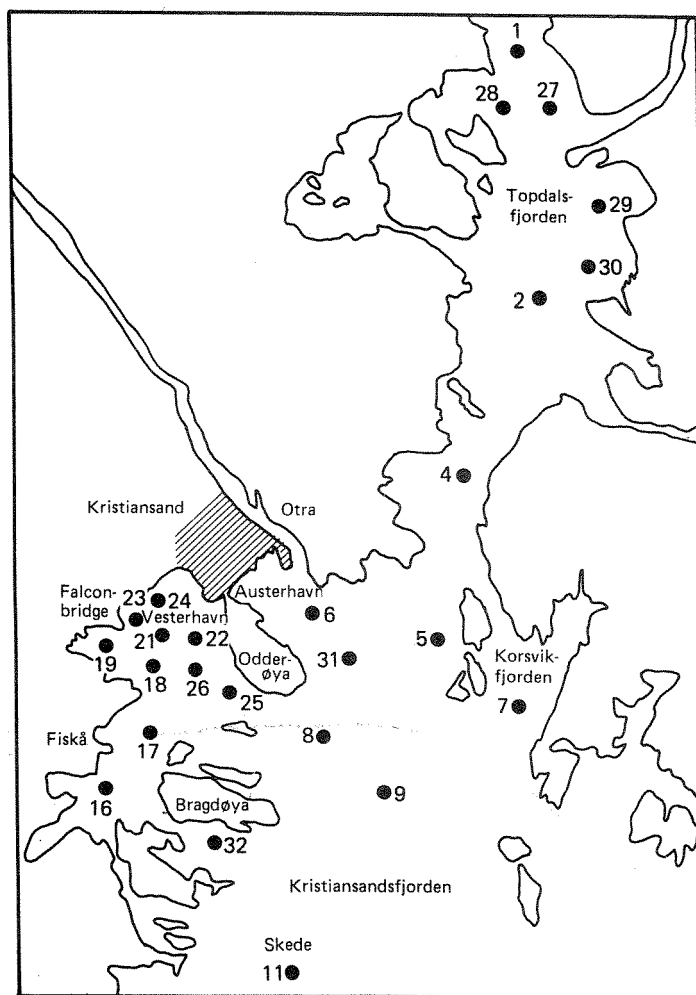 1
28
27
Topdals-
fjorden
29
30
2
4
Kristiansand
Otra
Falcon-
bridge
23
24
Austerhavn
Vesterhavn
6
21
22
5
19
18
26
Odder-
øya
31
Korsvik-
fjorden
25
7
Fiskå
17
8
16
Bragdøya
9
32
Kristiansandsfjorden
Skede
11